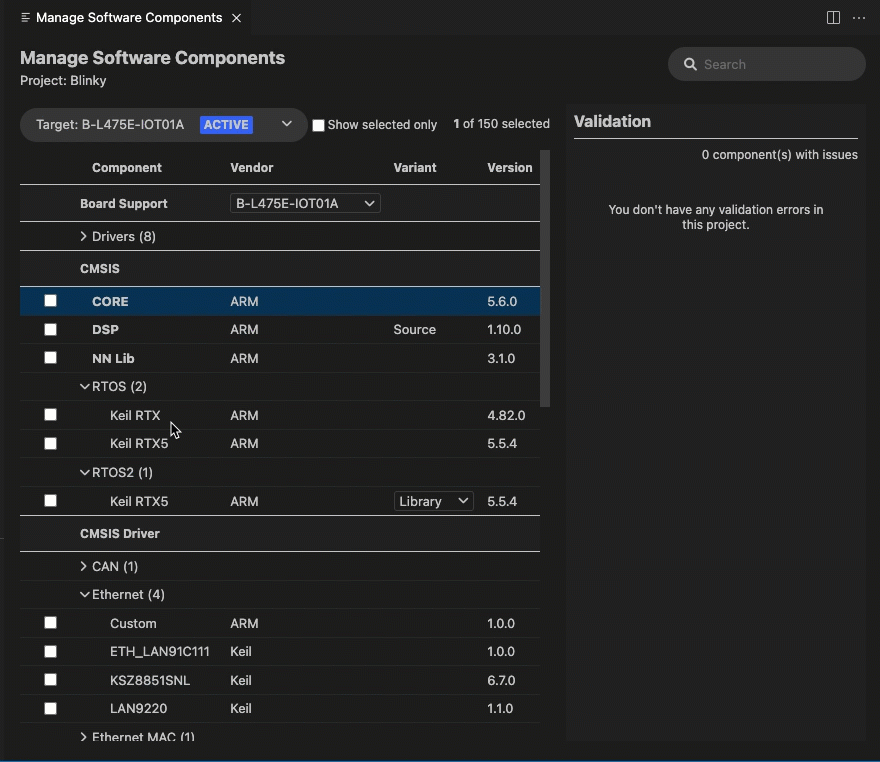 Manage Software Components
Manage Software Components
Project: Blinky
Search
Target: B-L475E-IOT01A ACTIVE
Show selected only
1 of 150 selected
Component Vendor Variant Version
Board Support B-L475E-IOT01A
Drivers (8)
CMSIS
CORE ARM 5.6.0
DSP ARM Source 1.10.0
NN Lib ARM 3.1.0
RTOS (2)
Keil RTX ARM 4.82.0
Keil RTX5 ARM 5.5.4
RTOS2 (1)
Keil RTX5 ARM Library 5.5.4
CMSIS Driver
CAN (1)
Ethernet (4)
Custom ARM 1.0.0
ETH_LAN91C111 Keil 1.0.0
KSZ8851SNL Keil 6.7.0
LAN9220 Keil 1.1.0
Ethernet MAC (1)
Validation
0 component(s) with issues
You don't have any validation errors in
this project.